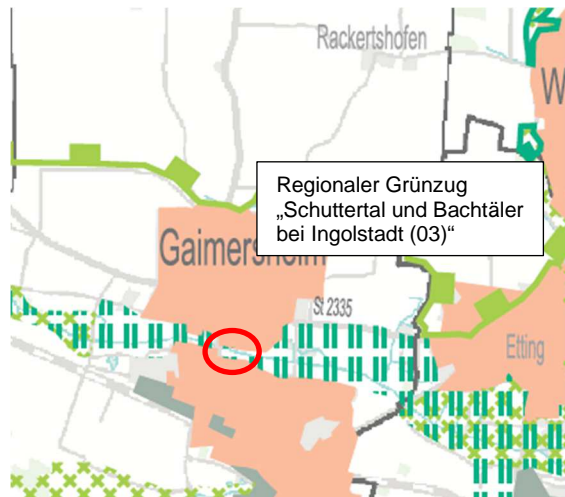 Rackertshofen
W
Regionaler Grünzug
„Schuttertal und Bachtäler
bei Ingolstadt (03)“
Gaimersheim
St 2335
Etting